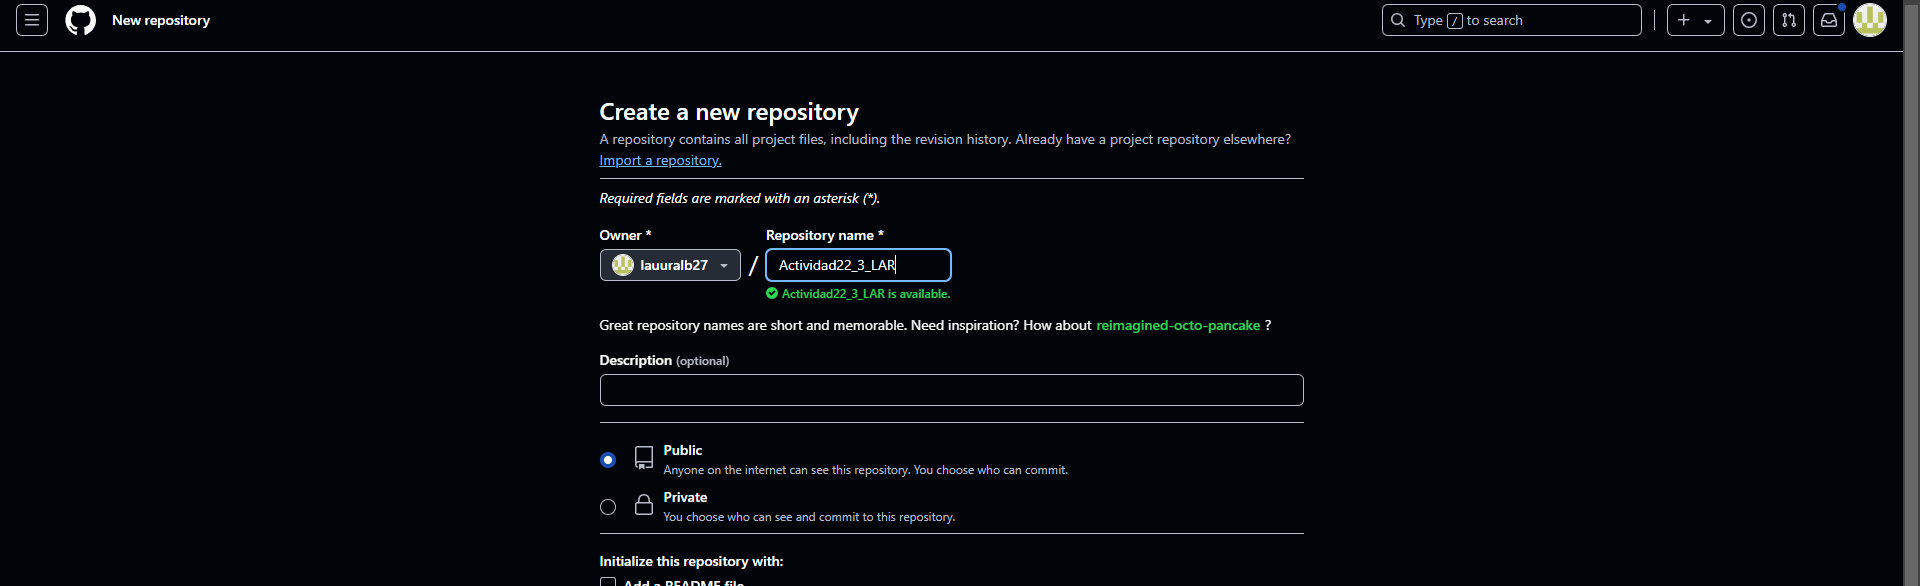 New repository
Type / to search
Create a new repository
A repository contains all project files, including the revision history. Already have a project repository elsewhere?
Import a repository.
Required fields are marked with an asterisk (*).
Owner *
Repository name *
lauuralb27
/
Actividad22_3_LAR
Actividad22_3_LAR is available.
Great repository names are short and memorable. Need inspiration? How about reimagined-octo-pancake ?
Description (optional)
Public
Anyone on the internet can see this repository. You choose who can commit.
Private
You choose who can see and commit to this repository.
Initialize this repository with:
Add a README file